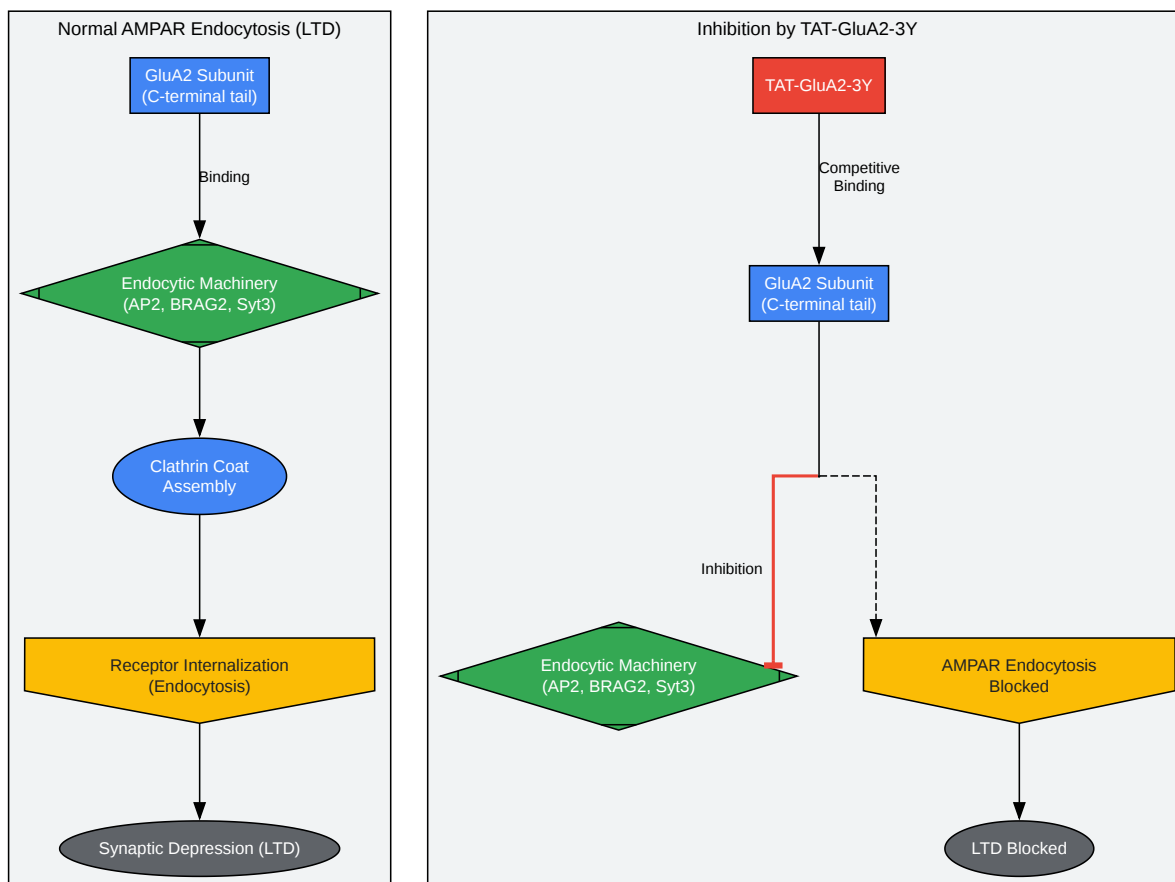 Normal AMPAR Endocytosis (LTD)
GluA2 Subunit
(C-terminal tail)
Binding
Endocytic Machinery
(AP2, BRAG2, Syt3)
Clathrin Coat
Assembly
Receptor Internalization
(Endocytosis)
Synaptic Depression (LTD)
Inhibition by TAT-GluA2-3Y
TAT-GluA2-3Y
Competitive
Binding
GluA2 Subunit
(C-terminal tail)
Inhibition
Endocytic Machinery
(AP2, BRAG2, Syt3)
AMPAR Endocytosis
Blocked
LTD Blocked